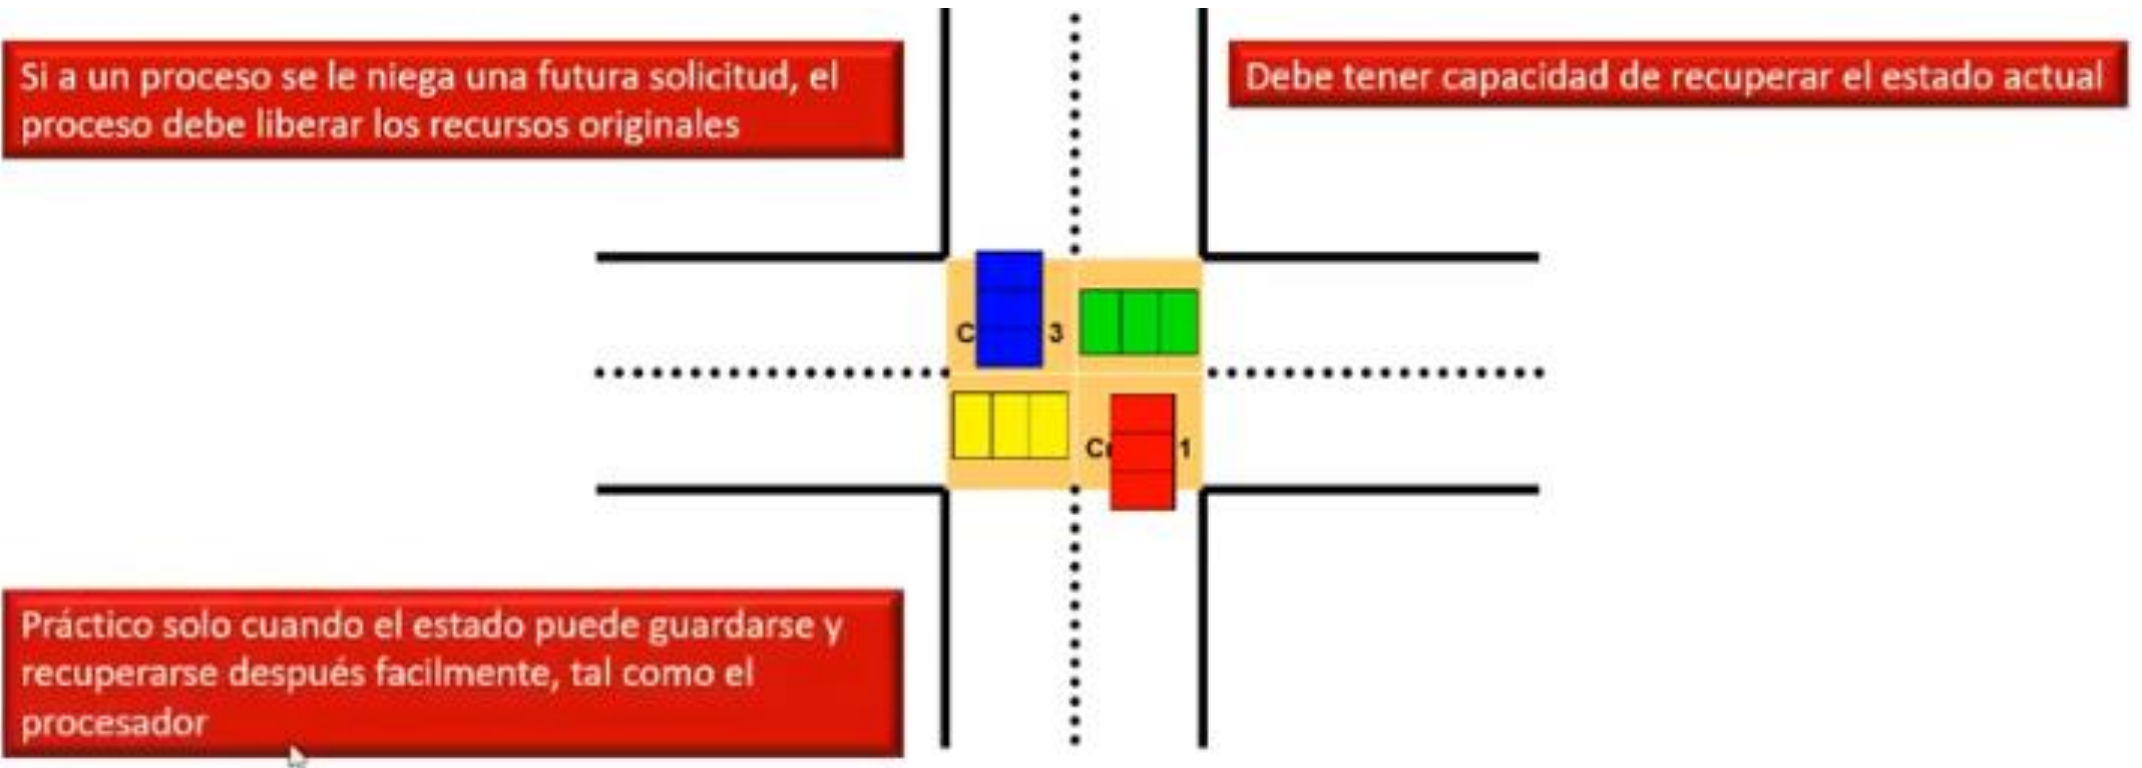 Si a un proceso se le niega una futura solicitud, el
proceso debe liberar los recursos originales
Debe tener capacidad de recuperar el estado actual
C 3
C 1
Práctico solo cuando el estado puede guardarse y
recuperarse después facilmente, tal como el
procesador